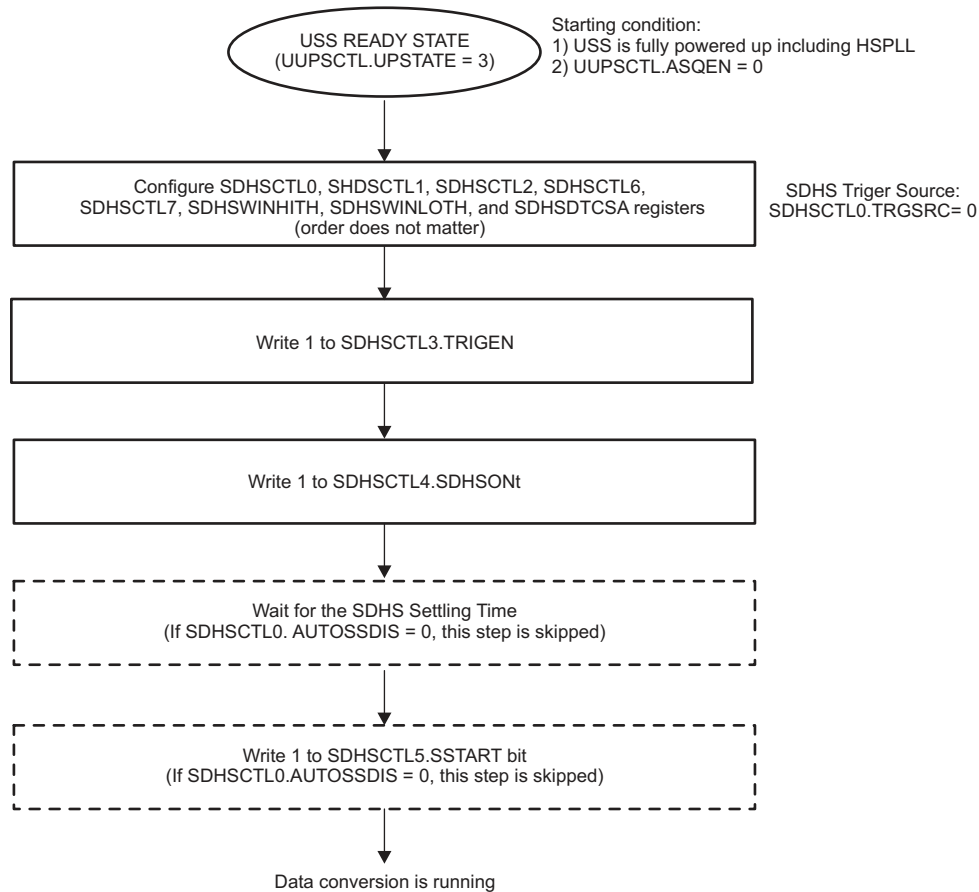 USS READY STATE
(UUPSCTL.UPSTATE = 3)
Starting condition:
1) USS is fully powered up including HSPLL
2) UUPSCTL.ASQEN = 0
Configure SDHSCTL0, SHDSCTL1, SDHSCTL2, SDHSCTL6,
SDHSCTL7, SDHSWINHITH, SDHSWINLOTH, and SDHSDTCSA registers
(order does not matter)
SDHS Triger Source:
SDHSCTL0.TRGSRC= 0
Write 1 to SDHSCTL3.TRIGEN
Write 1 to SDHSCTL4.SDHSONt
Wait for the SDHS Settling Time
(If SDHSCTL0. AUTOSSDIS = 0, this step is skipped)
Write 1 to SDHSCTL5.SSTART bit
(If SDHSCTL0.AUTOSSDIS = 0, this step is skipped)
Data conversion is running